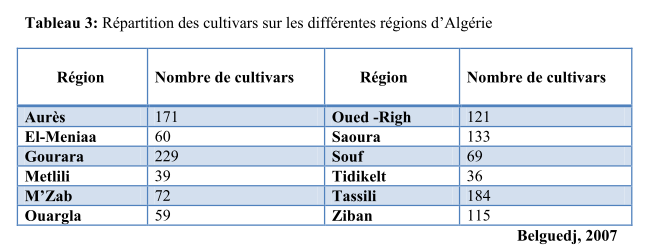 Tableau 3: Répartition des cultivars sur les différentes régions d'Algérie
Région Nombre de cultivars Région Nombre de cultivars
Aurès 171 Oued -Righ 121
El-Meniaa 60 Saoura 133
Gourara 229 Souf 69
Metlili 39 Tidikelt 36
M'Zab 72 Tassili 184
Ouargla 59 Ziban 115
Belguedj, 2007